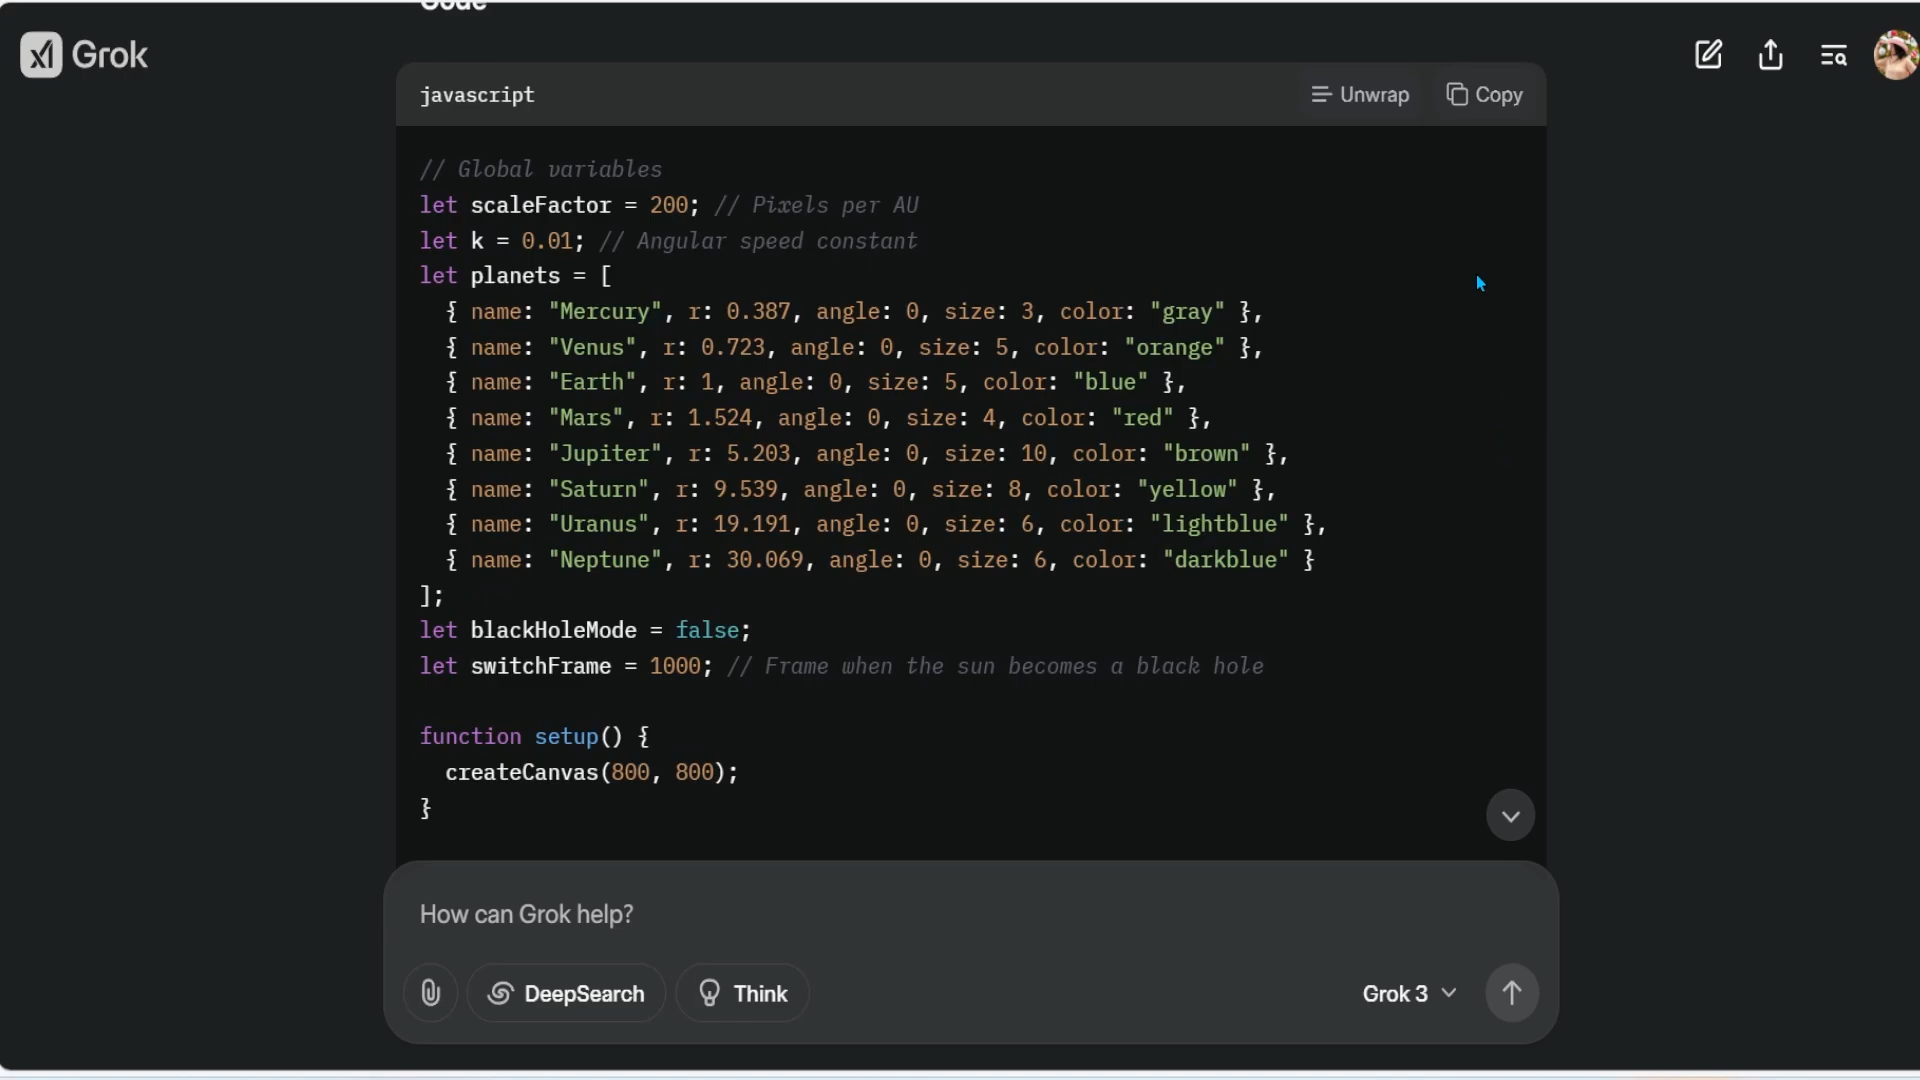 Code
Grok
javascript
Unwrap
Copy
// Global variables
let scaleFactor = 200; // Pixels per AU
let k = 0.01; // Angular speed constant
let planets = [
  { name: "Mercury", r: 0.387, angle: 0, size: 3, color: "gray" },
  { name: "Venus", r: 0.723, angle: 0, size: 5, color: "orange" },
  { name: "Earth", r: 1, angle: 0, size: 5, color: "blue" },
  { name: "Mars", r: 1.524, angle: 0, size: 4, color: "red" },
  { name: "Jupiter", r: 5.203, angle: 0, size: 10, color: "brown" },
  { name: "Saturn", r: 9.539, angle: 0, size: 8, color: "yellow" },
  { name: "Uranus", r: 19.191, angle: 0, size: 6, color: "lightblue" },
  { name: "Neptune", r: 30.069, angle: 0, size: 6, color: "darkblue" }
];
let blackHoleMode = false;
let switchFrame = 1000; // Frame when the sun becomes a black hole
function setup() {
  createCanvas(800, 800);
}
How can Grok help?
DeepSearch
Think
Grok 3